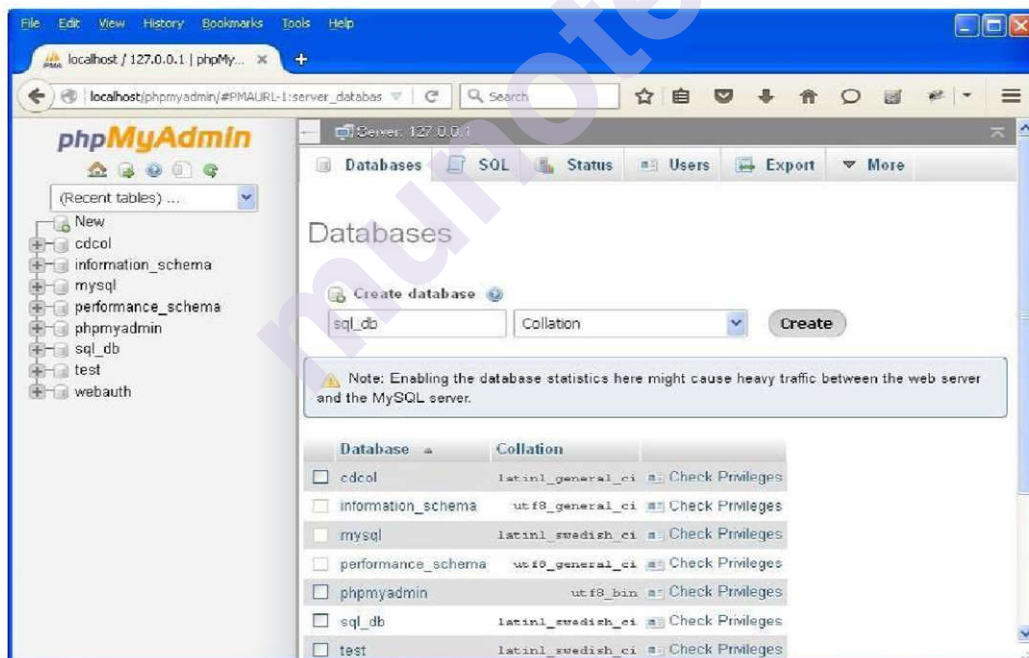 File Edit View History Bookmarks Tools Help
localhost / 127.0.0.1 | phpMy... ×
localhost/phpmyadmin/#PMAURL-1:server_databas
Search
phpMyAdmin
Server: 127.0.0.1
Databases SQL Status Users Export More
(Recent tables) ...
New
cdcol
information_schema
mysql
performance_schema
phpmyadmin
sql_db
test
webauth
Databases
Create database
sql_db Collation Create
Note: Enabling the database statistics here might cause heavy traffic between the web server
and the MySQL server.
Database Collation
cdcol latin1_general_ci Check Privileges
information_schema utf8_general_ci Check Privileges
mysql latin1_swedish_ci Check Privileges
performance_schema utf8_general_ci Check Privileges
phpmyadmin utf8_bin Check Privileges
sql_db latin1_swedish_ci Check Privileges
test latin1_swedish_ci Check Privileges
munote